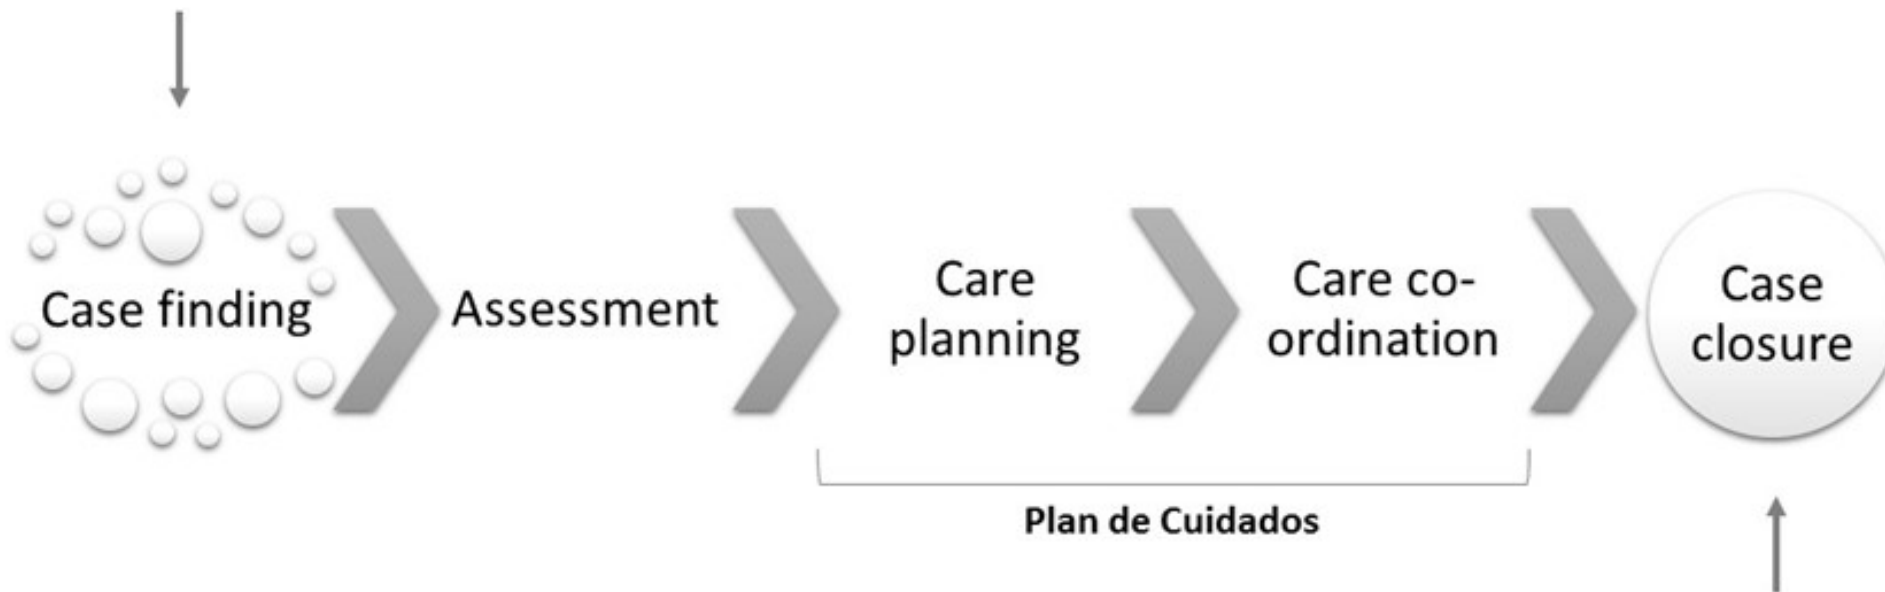 Case finding
Assessment
Care
planning
Care co-
ordination
Case
closure
Plan de Cuidados